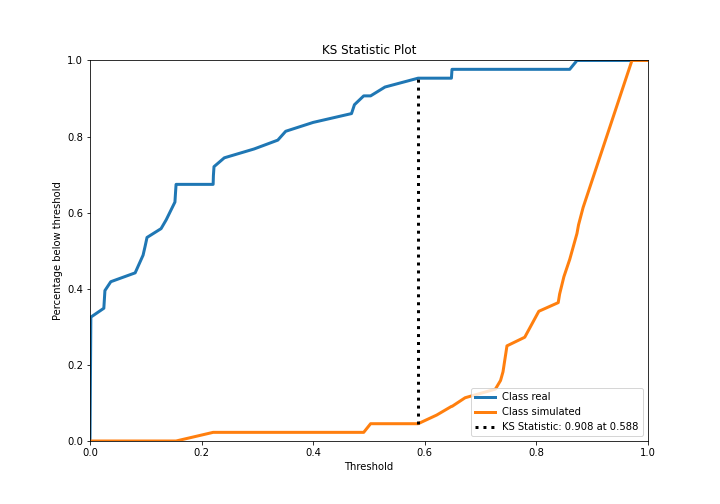 KS Statistic Plot
1.0
0.8
0.6
0.4
0.2
0.0
Percentage below threshold
0.0 0.2 0.4 0.6 0.8 1.0
Threshold
Class real
Class simulated
KS Statistic: 0.908 at 0.588